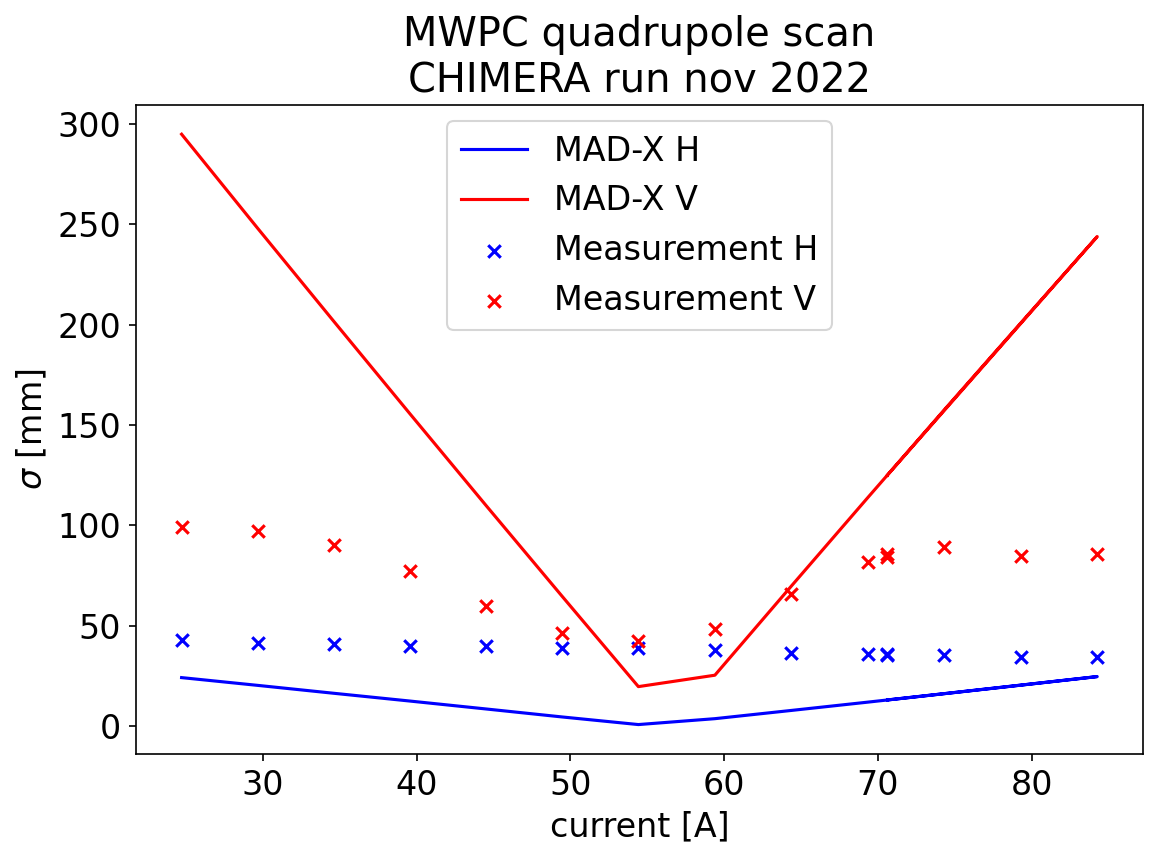 MWPC quadrupole scan
CHIMERA run nov 2022
MAD-X H
MAD-X V
Measurement H
Measurement V
300
250
200
150
100
50
0
σ [mm]
30 40 50 60 70 80
current [A]